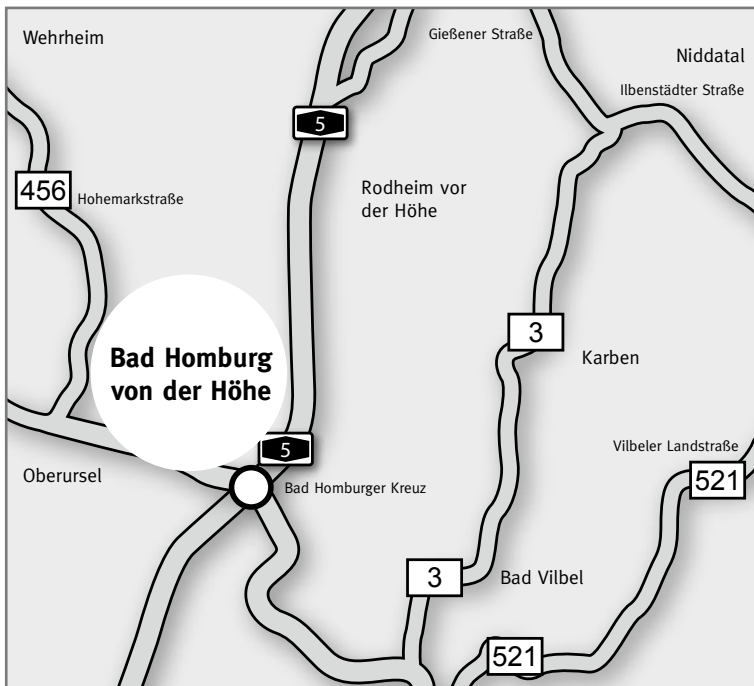 Wehrheim
Gießener Straße
Niddatal
Ilbenstädter Straße
5
456
Hohemarkstraße
Rodheim vor
der Höhe
3
Karben
Bad Homburg
von der Höhe
5
Vilbeler Landstraße
Oberursel
521
Bad Homburger Kreuz
3
Bad Vilbel
521